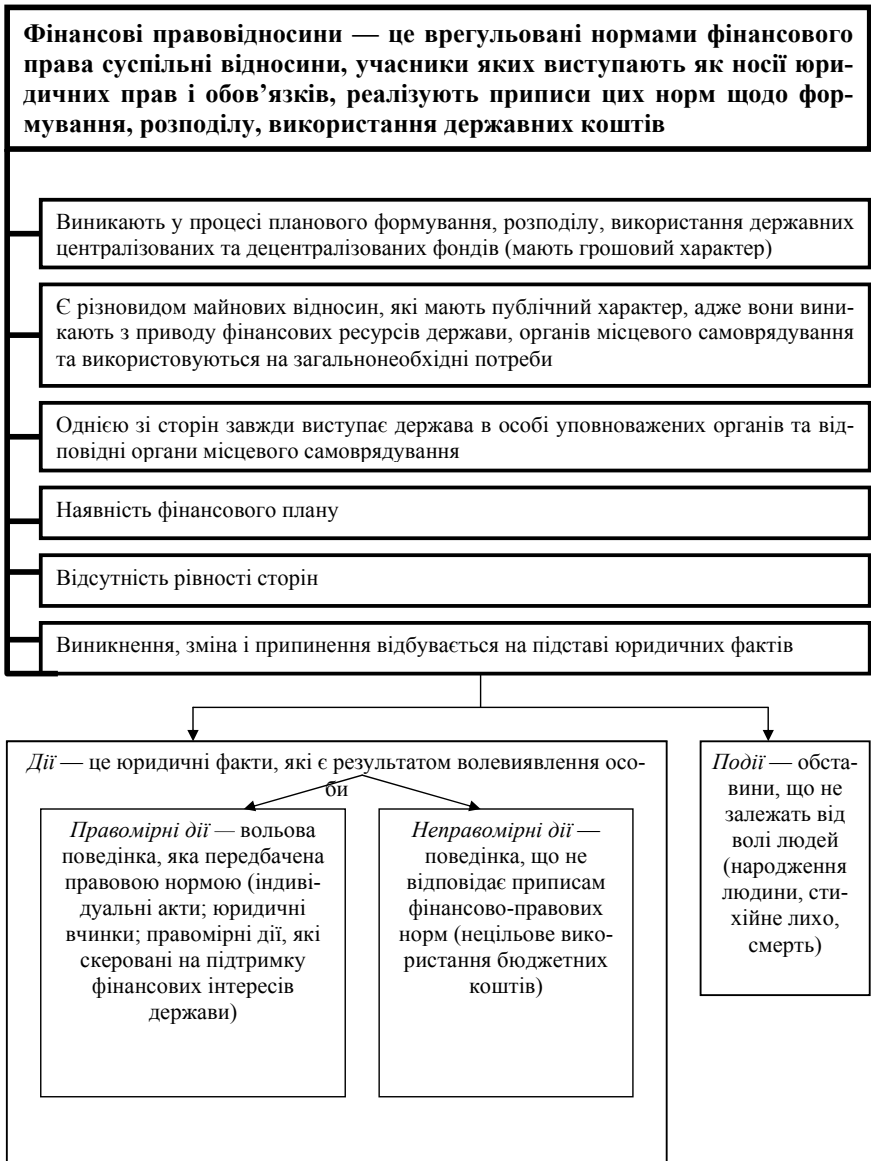 Фінансові правовідносини — це врегульовані нормами фінансового
права суспільні відносини, учасники яких виступають як носії юри-
дичних прав і обов’язків, реалізують приписи цих норм щодо фор-
мування, розподілу, використання державних коштів
Виникають у процесі планового формування, розподілу, використання державних
централізованих та децентралізованих фондів (мають грошовий характер)
Є різновидом майнових відносин, які мають публічний характер, адже вони вини-
кають з приводу фінансових ресурсів держави, органів місцевого самоврядування
та використовуються на загальнонеобхідні потреби
Однією зі сторін завжди виступає держава в особі уповноважених органів та від-
повідні органи місцевого самоврядування
Наявність фінансового плану
Відсутність рівності сторін
Виникнення, зміна і припинення відбувається на підставі юридичних фактів
Дії — це юридичні факти, які є результатом волевиявлення осо-
би
Правомірні дії — вольова
поведінка, яка передбачена
правовою нормою (індиві-
дуальні акти; юридичні
вчинки; правомірні дії, які
скеровані на підтримку
фінансових інтересів
держави)
Неправомірні дії —
поведінка, що не
відповідає приписам
фінансово-правових
норм (нецільове вико-
ристання бюджетних
коштів)
Події — обста-
вини, що не
залежать від
волі людей
(народження
людини, сти-
хійне лихо,
смерть)